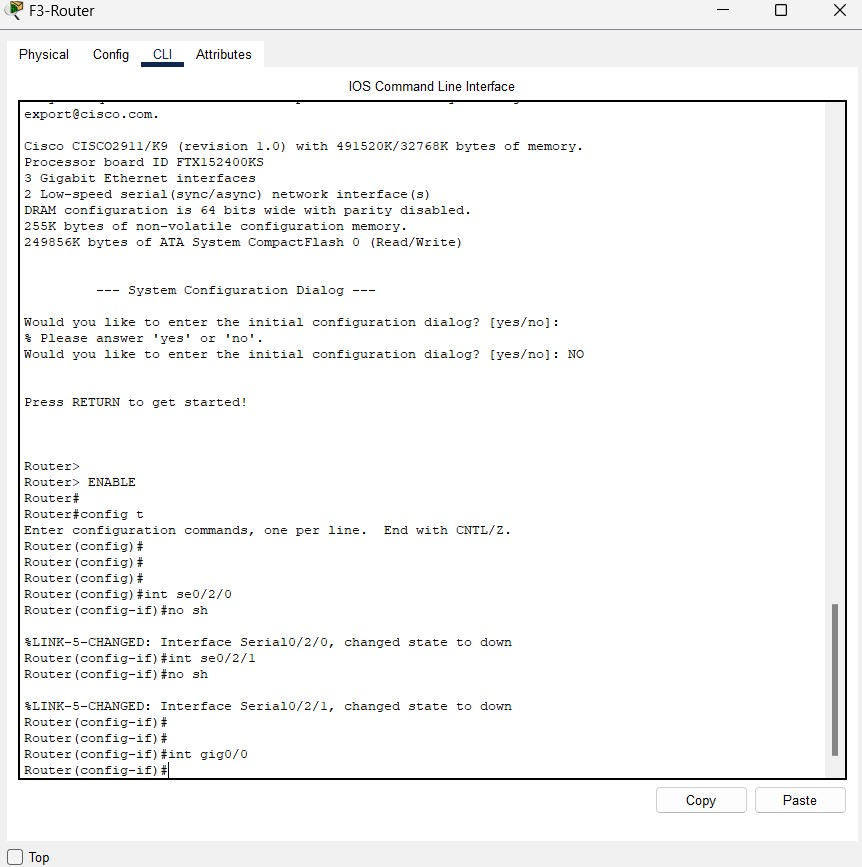 F3-Router
Physical Config CLI Attributes
IOS Command Line Interface
export@cisco.com.
Cisco CISCO2911/K9 (revision 1.0) with 491520K/32768K bytes of memory.
Processor board ID FTX152400KS
3 Gigabit Ethernet interfaces
2 Low-speed serial(sync/async) network interface(s)
DRAM configuration is 64 bits wide with parity disabled.
255K bytes of non-volatile configuration memory.
249856K bytes of ATA System CompactFlash 0 (Read/Write)
--- System Configuration Dialog ---
Would you like to enter the initial configuration dialog? [yes/no]:
% Please answer 'yes' or 'no'.
Would you like to enter the initial configuration dialog? [yes/no]: NO
Press RETURN to get started!
Router>
Router> ENABLE
Router#
Router#config t
Enter configuration commands, one per line.  End with CNTL/Z.
Router(config)#
Router(config)#
Router(config)#
Router(config)#int se0/2/0
Router(config-if)#no sh
%LINK-5-CHANGED: Interface Serial0/2/0, changed state to down
Router(config-if)#int se0/2/1
Router(config-if)#no sh
%LINK-5-CHANGED: Interface Serial0/2/1, changed state to down
Router(config-if)#
Router(config-if)#
Router(config-if)#int gig0/0
Router(config-if)#
Copy Paste
Top